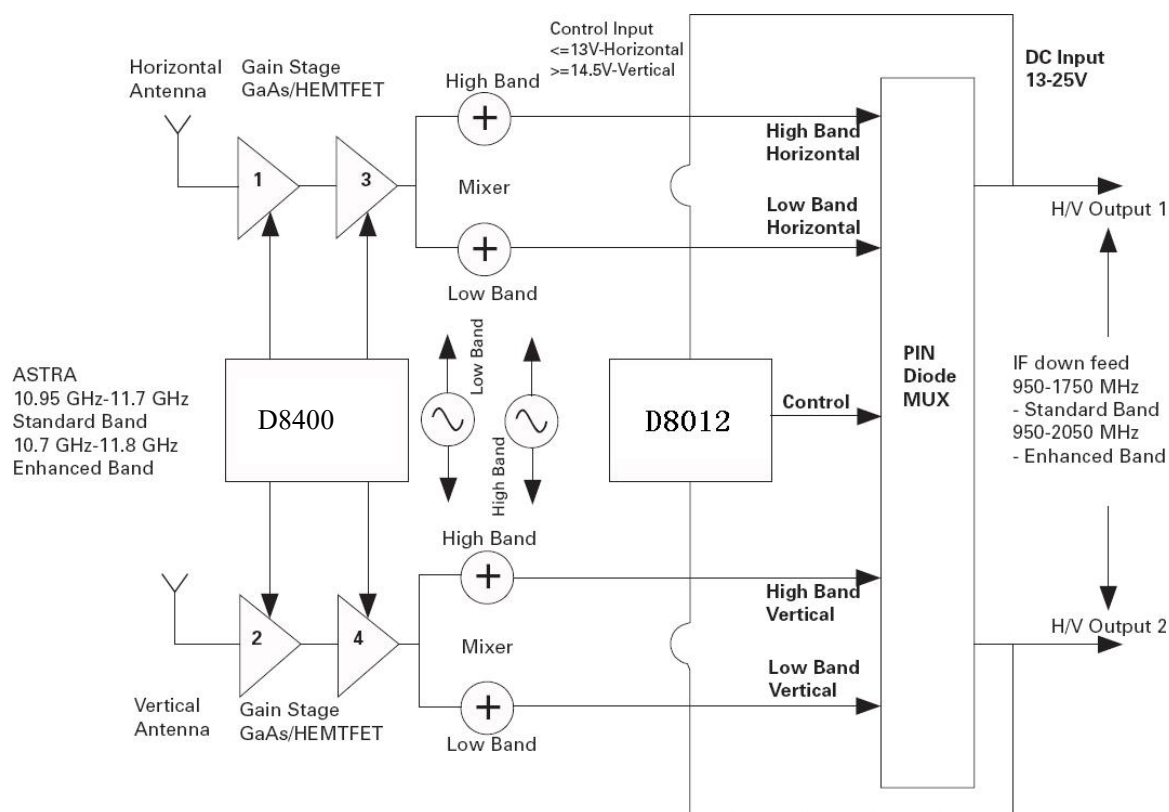 Control Input
<=13V-Horizontal
>=14.5V-Vertical
DC Input
13-25V
Horizontal
Antenna
Gain Stage
GaAs/HEMTFET
High Band
1
3
Mixer
High Band
Horizontal
Low Band
Horizontal
H/V Output 1
Low Band
ASTRA
10.95 GHz-11.7 GHz
Standard Band
10.7 GHz-11.8 GHz
Enhanced Band
D8400
Low Band
High Band
D8012
Control
PIN
Diode
MUX
IF down feed
950-1750 MHz
- Standard Band
950-2050 MHz
- Enhanced Band
High Band
2
4
Mixer
High Band
Vertical
H/V Output 2
Low Band
Vertical
Vertical
Antenna
Gain Stage
GaAs/HEMTFET
Low Band